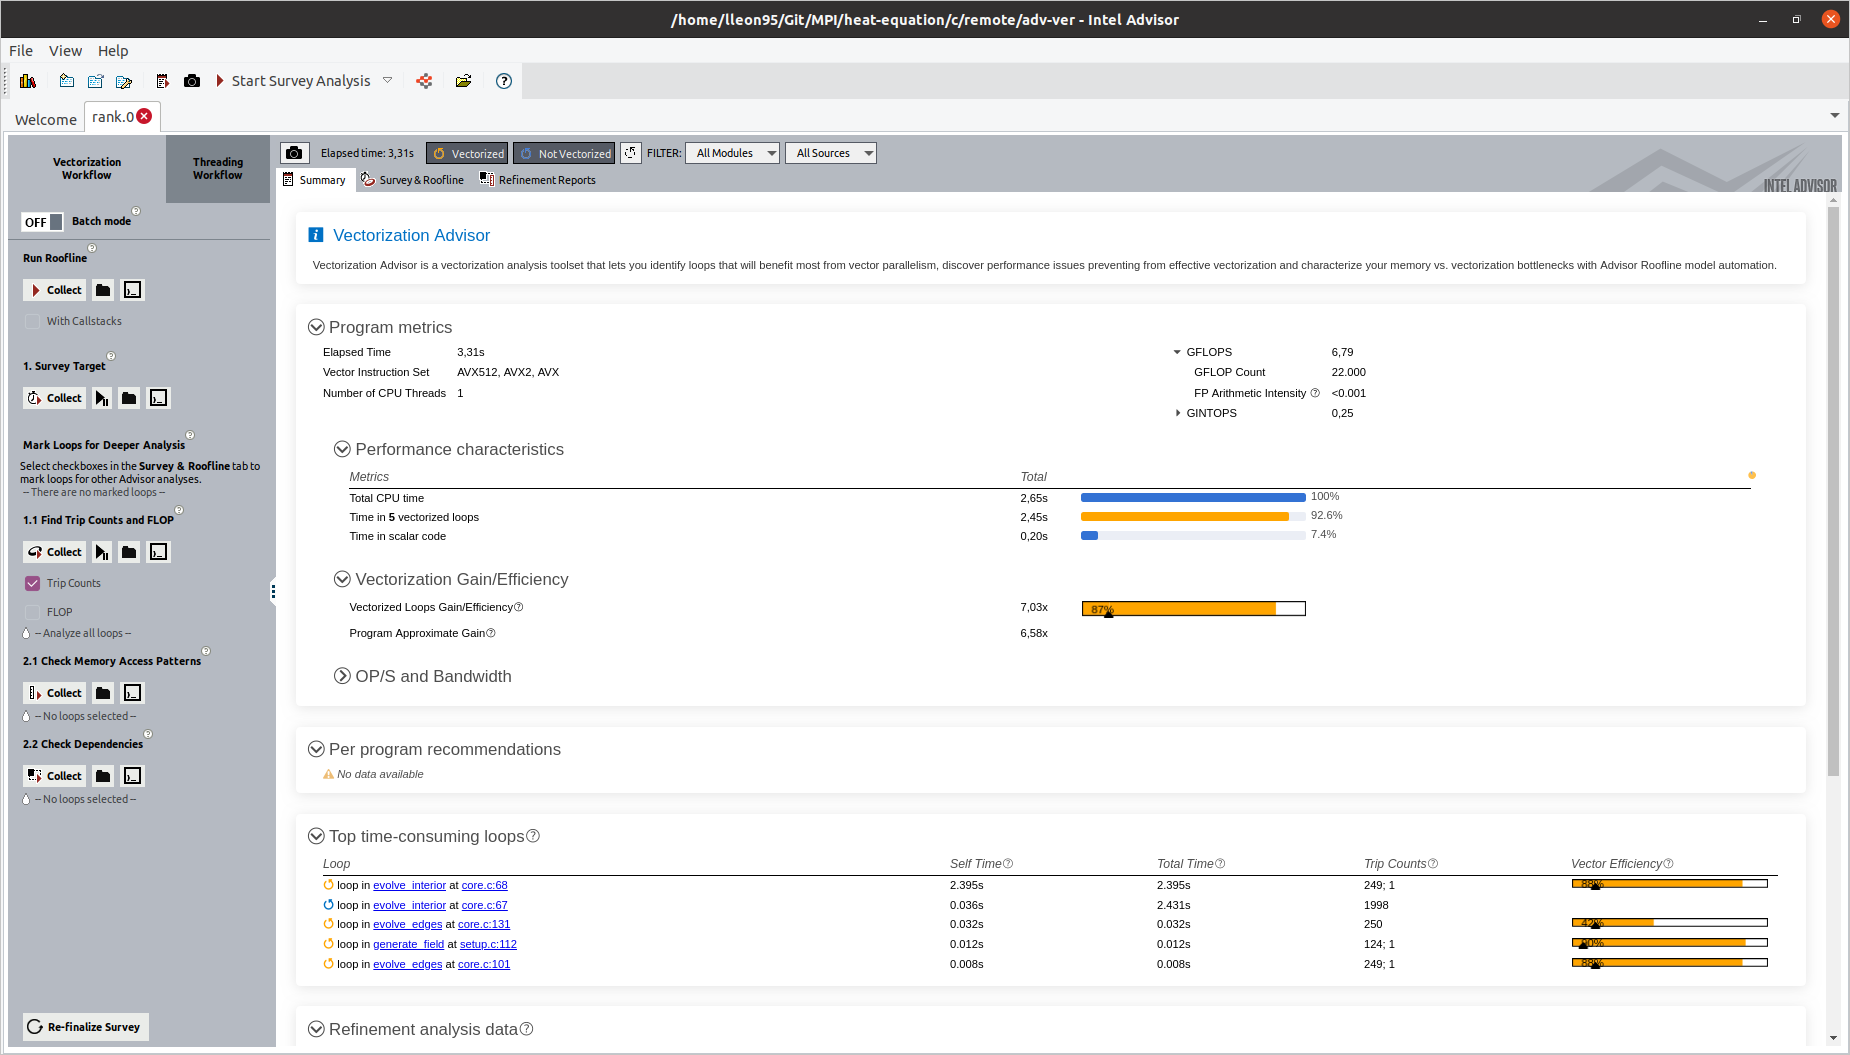 /home/lleon95/Git/MPI/heat-equation/c/remote/adv-ver - Intel Advisor
File View Help
Start Survey Analysis
Welcome rank.0
Vectorization Workflow
Threading Workflow
OFF Batch mode
Run Roofline
Collect
With Callstacks
1. Survey Target
Collect
Mark Loops for Deeper Analysis
Select checkboxes in the Survey & Roofline tab to
mark loops for other Advisor analyses.
-- There are no marked loops --
1.1 Find Trip Counts and FLOP
Collect
Trip Counts
FLOP
-- Analyze all loops --
2.1 Check Memory Access Patterns
Collect
-- No loops selected --
2.2 Check Dependencies
Collect
-- No loops selected --
Re-finalize Survey
Elapsed time: 3,31s Vectorized Not Vectorized FILTER: All Modules All Sources
Summary Survey & Roofline Refinement Reports
INTEL ADVISOR
Vectorization Advisor
Vectorization Advisor is a vectorization analysis toolset that lets you identify loops that will benefit most from vector parallelism, discover performance issues preventing from effective vectorization and characterize your memory vs. vectorization bottlenecks with Advisor Roofline model automation.
Program metrics
Elapsed Time 3,31s GFLOPS 6,79
Vector Instruction Set AVX512, AVX2, AVX GFLOP Count 22.000
Number of CPU Threads 1 FP Arithmetic Intensity <0.001
GINTOPS 0,25
Performance characteristics
Metrics Total
Total CPU time 2,65s 100%
Time in 5 vectorized loops 2,45s 92.6%
Time in scalar code 0,20s 7.4%
Vectorization Gain/Efficiency
Vectorized Loops Gain/Efficiency 7,03x 87%
Program Approximate Gain 6,58x
OP/S and Bandwidth
Per program recommendations
No data available
Top time-consuming loops
Loop Self Time Total Time Trip Counts Vector Efficiency
loop in evolve_interior at core.c:68 2.395s 2.395s 249; 1 88%
loop in evolve_interior at core.c:67 0.036s 2.431s 1998
loop in evolve_edges at core.c:131 0.032s 0.032s 250 42%
loop in generate_field at setup.c:112 0.012s 0.012s 124; 1 90%
loop in evolve_edges at core.c:101 0.008s 0.008s 249; 1 88%
Refinement analysis data